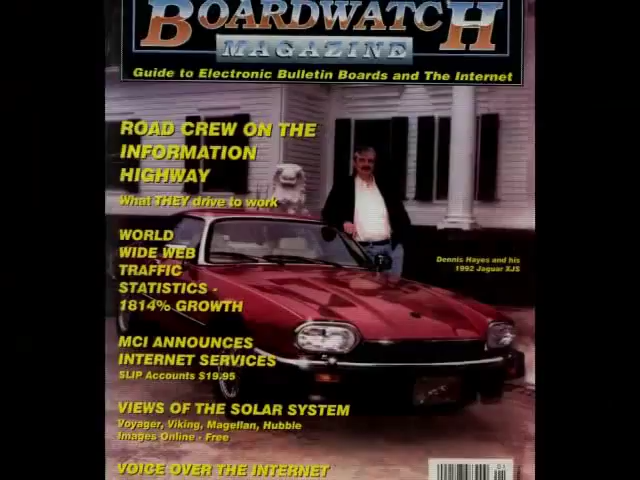 BOARDWATCH
MAGAZINE
Guide to Electronic Bulletin Boards and The Internet
ROAD CREW ON THE
INFORMATION
HIGHWAY
What THEY drive to work
WORLD
WIDE WEB
TRAFFIC
STATISTICS -
1814% GROWTH
Dennis Hayes and his
1992 Jaguar XJS
MCI ANNOUNCES
INTERNET SERVICES
SLIP Accounts $19.95
VIEWS OF THE SOLAR SYSTEM
Voyager, Viking, Magellan, Hubble
Images Online - Free
VOICE OVER THE INTERNET